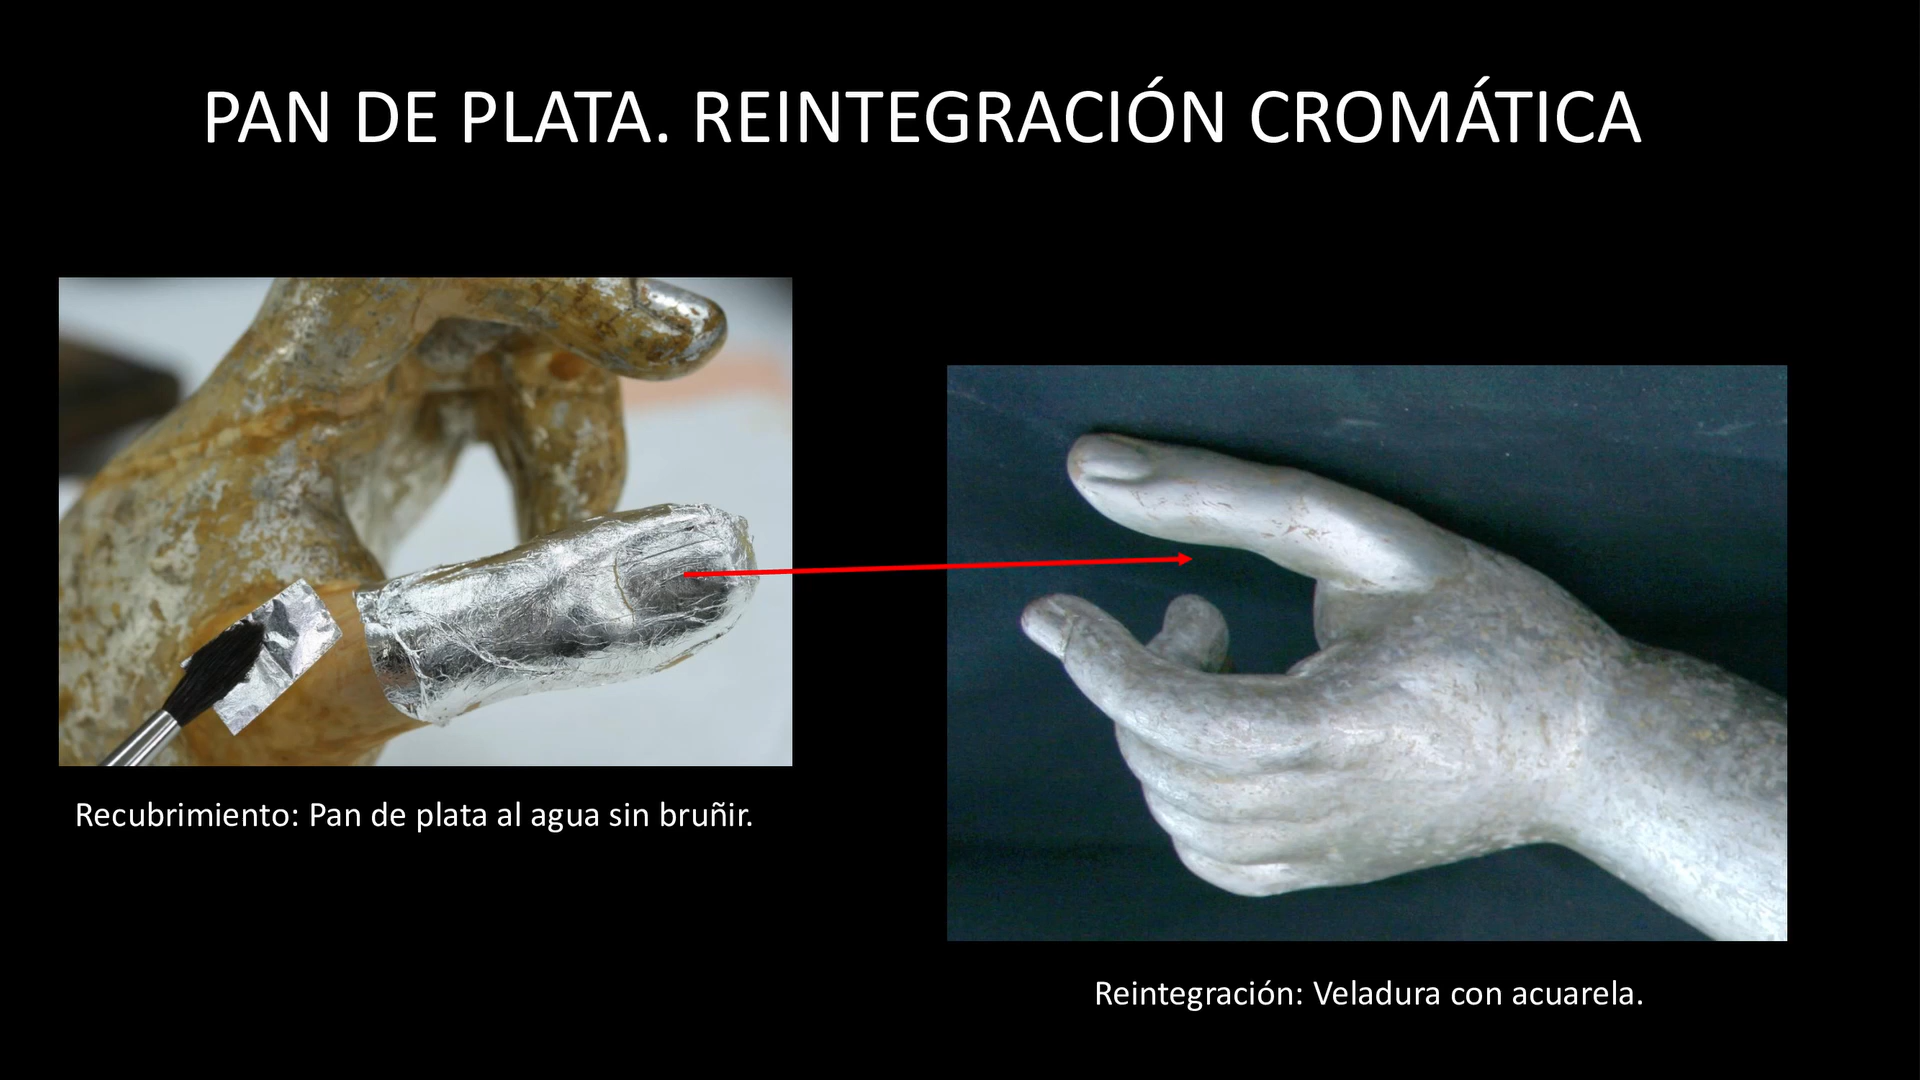 PAN DE PLATA. REINTEGRACIÓN CROMÁTICA
Recubrimiento: Pan de plata al agua sin bruñir.
Reintegración: Veladura con acuarela.